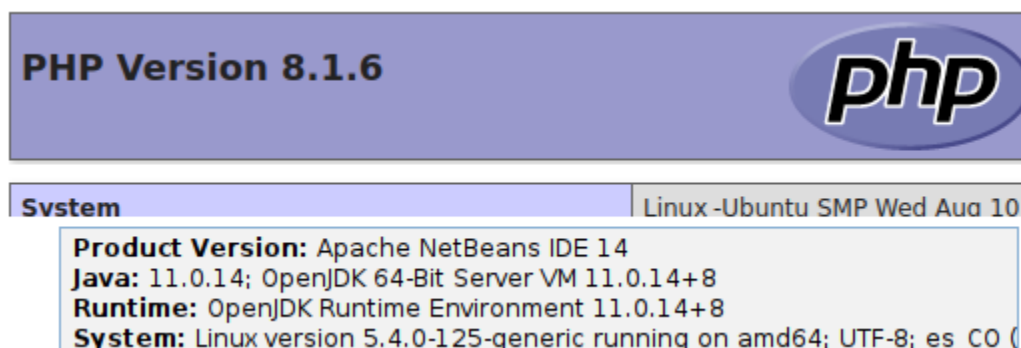 PHP Version 8.1.6
php
System
Linux -Ubuntu SMP Wed Aug 10
Product Version: Apache NetBeans IDE 14
Java: 11.0.14; OpenJDK 64-Bit Server VM 11.0.14+8
Runtime: OpenJDK Runtime Environment 11.0.14+8
System: Linux version 5.4.0-125-generic running on amd64; UTF-8; es_CO (